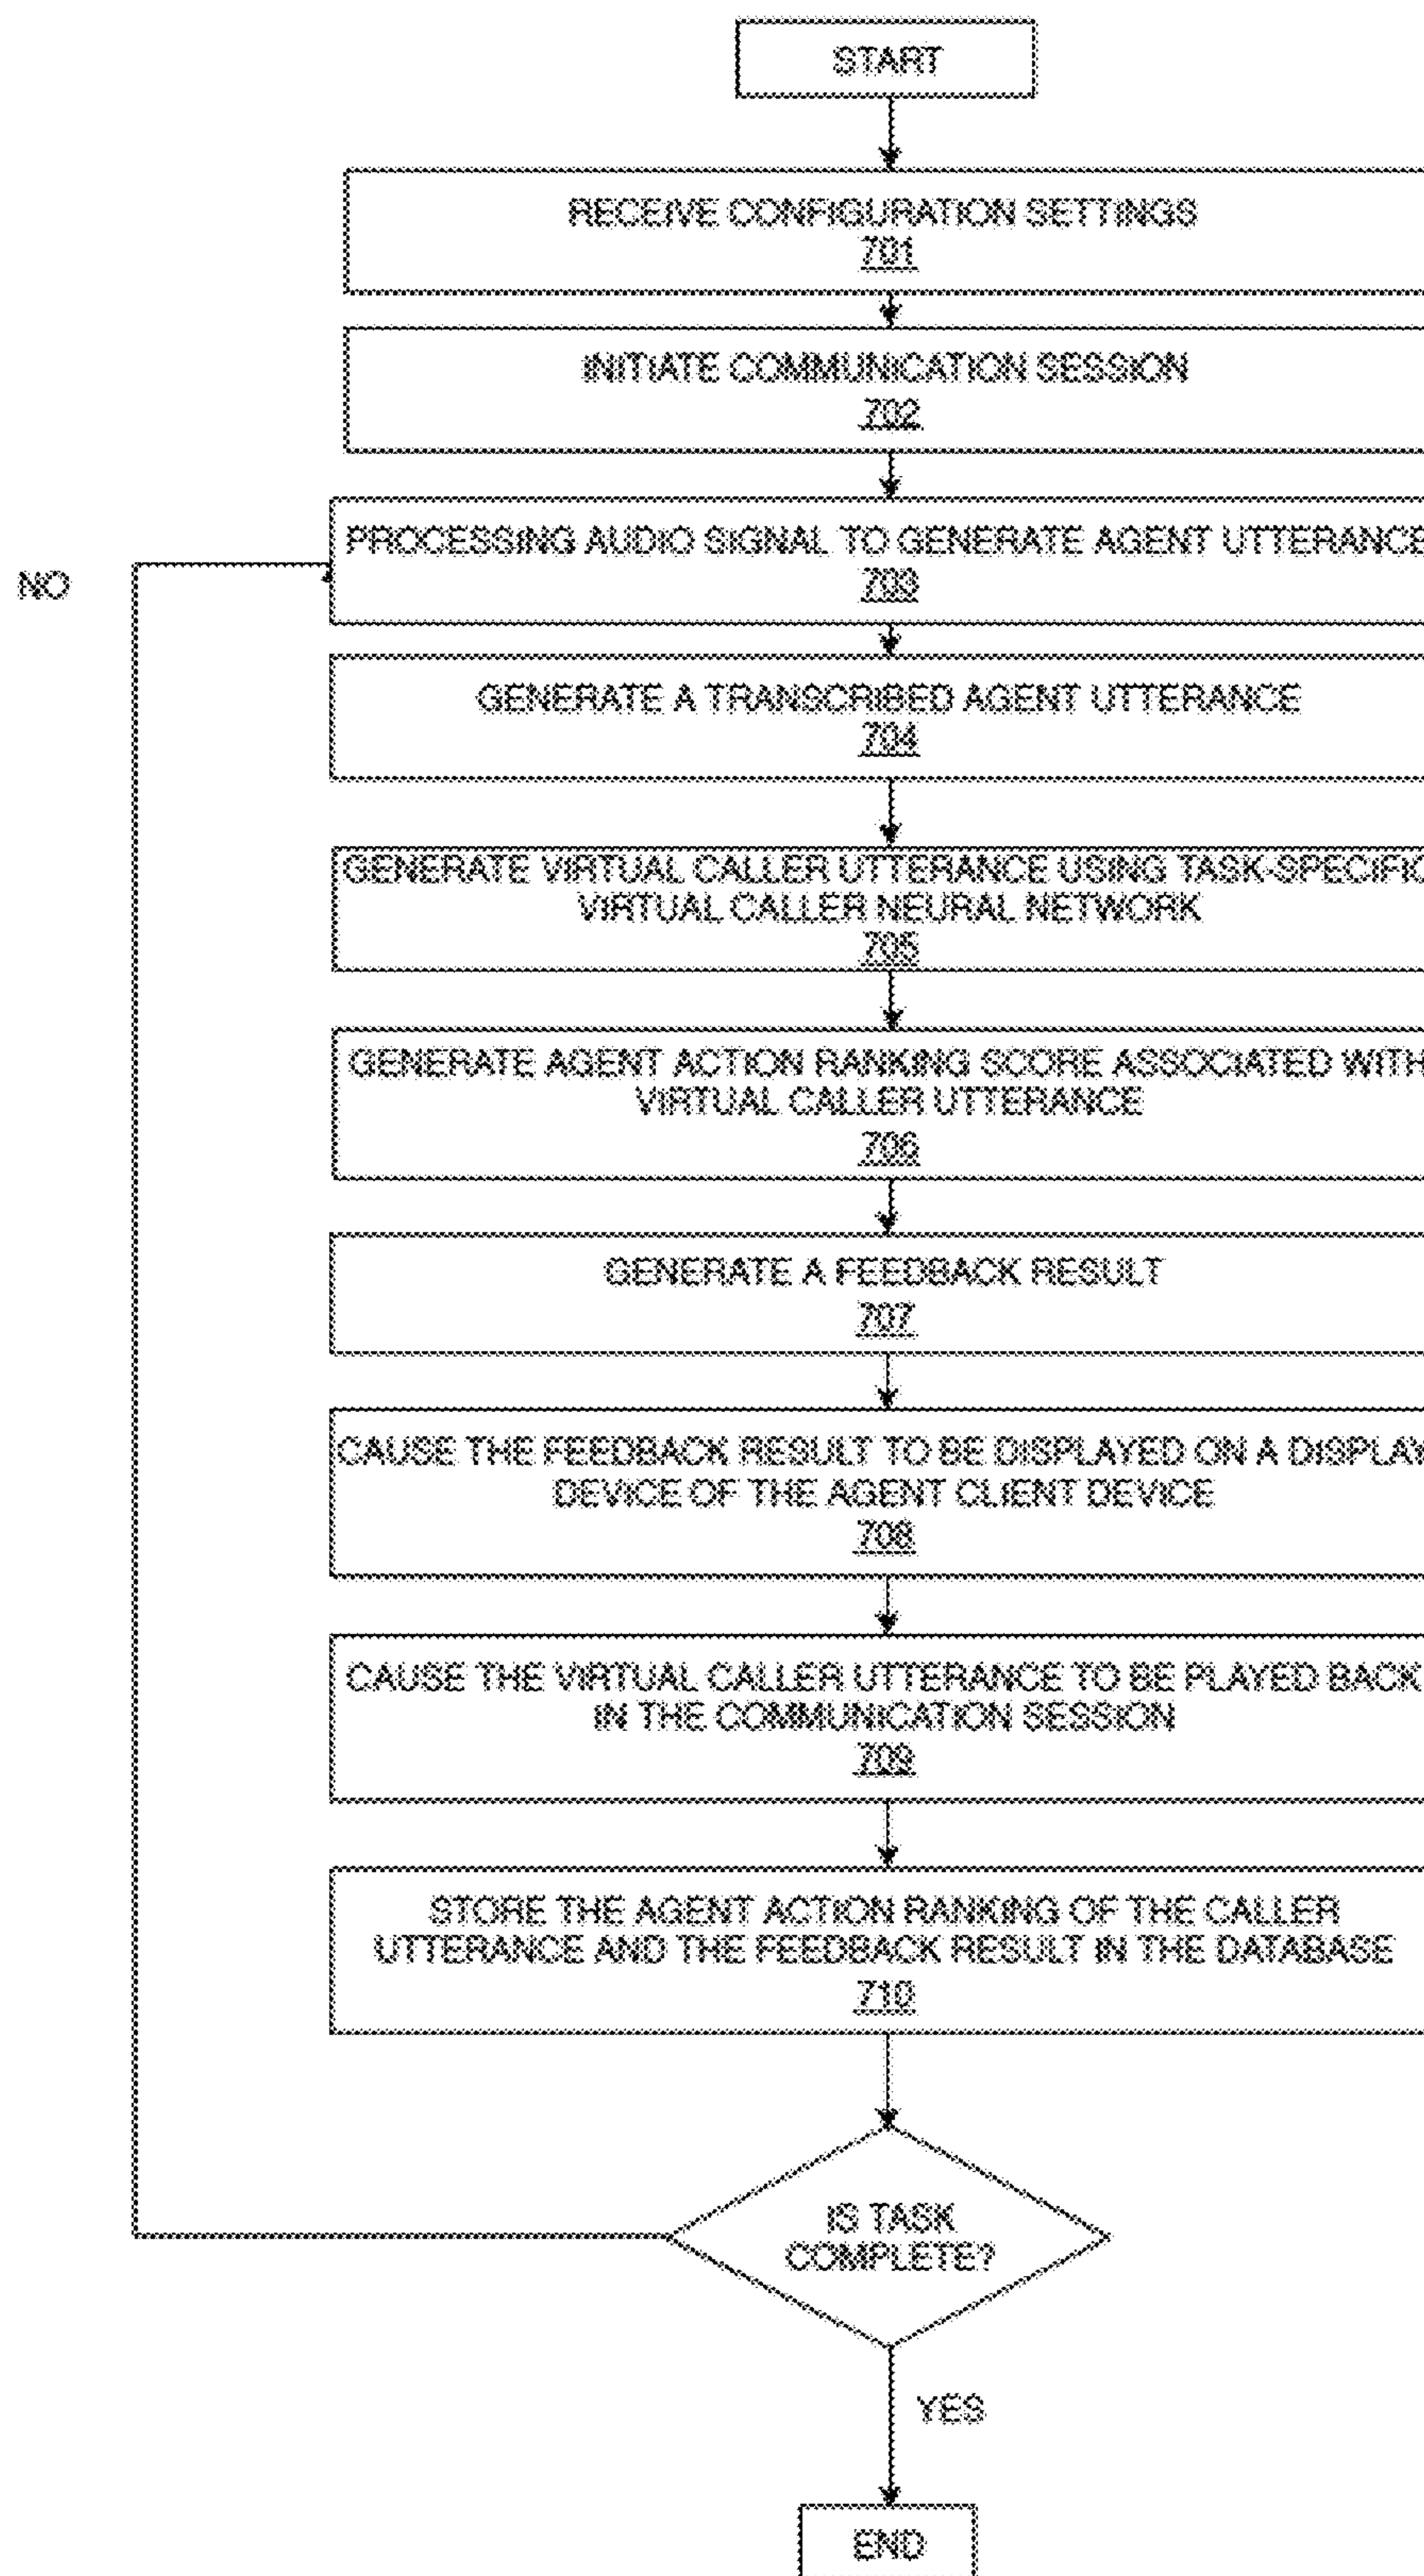 START
RECEIVE CONFIGURATION SETTINGS
701
INITIATE COMMUNICATION SESSION
702
PROCESSING AUDIO SIGNAL TO GENERATE AGENT UTTERANCE
703
NO
GENERATE A TRANSCRIBED AGENT UTTERANCE
704
GENERATE VIRTUAL CALLER UTTERANCE USING TASK-SPECIFIC
VIRTUAL CALLER NEURAL NETWORK
705
GENERATE AGENT ACTION RANKING SCORE ASSOCIATED WITH
VIRTUAL CALLER UTTERANCE
706
GENERATE A FEEDBACK RESULT
707
CAUSE THE FEEDBACK RESULT TO BE DISPLAYED ON A DISPLAY
DEVICE OF THE AGENT CLIENT DEVICE
708
CAUSE THE VIRTUAL CALLER UTTERANCE TO BE PLAYED BACK
IN THE COMMUNICATION SESSION
709
STORE THE AGENT ACTION RANKING OF THE CALLER
UTTERANCE AND THE FEEDBACK RESULT IN THE DATABASE
710
IS TASK
COMPLETE?
YES
END